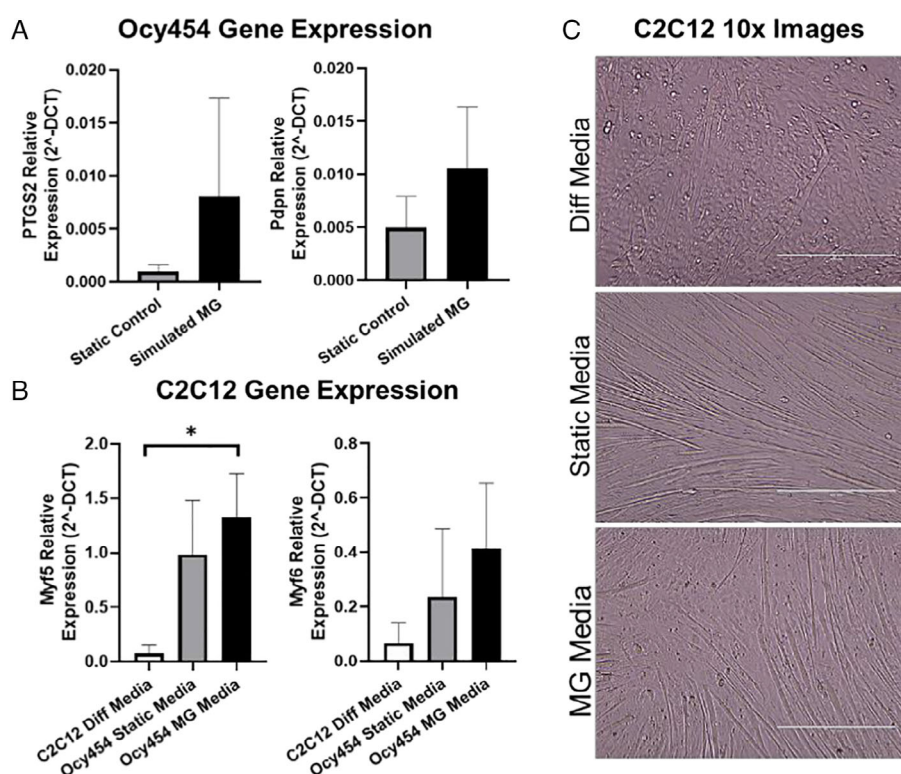 A
Ocy454 Gene Expression
PTGS2 Relative
Expression (2^-DCT)
0.020
0.015
0.010
0.005
0.000
Static Control
Simulated MG
Pdpn Relative
Expression (2^-DCT)
0.020
0.015
0.010
0.005
0.000
Static Control
Simulated MG
B
C2C12 Gene Expression
Myf5 Relative
Expression (2^-DCT)
2.0
1.5
1.0
0.5
0.0
*
C2C12 Diff Media
Ocy454 Static Media
Ocy454 MG Media
Myf6 Relative
Expression (2^-DCT)
0.8
0.6
0.4
0.2
0.0
C2C12 Diff Media
Ocy454 Static Media
Ocy454 MG Media
C
C2C12 10x Images
Diff Media
Static Media
MG Media